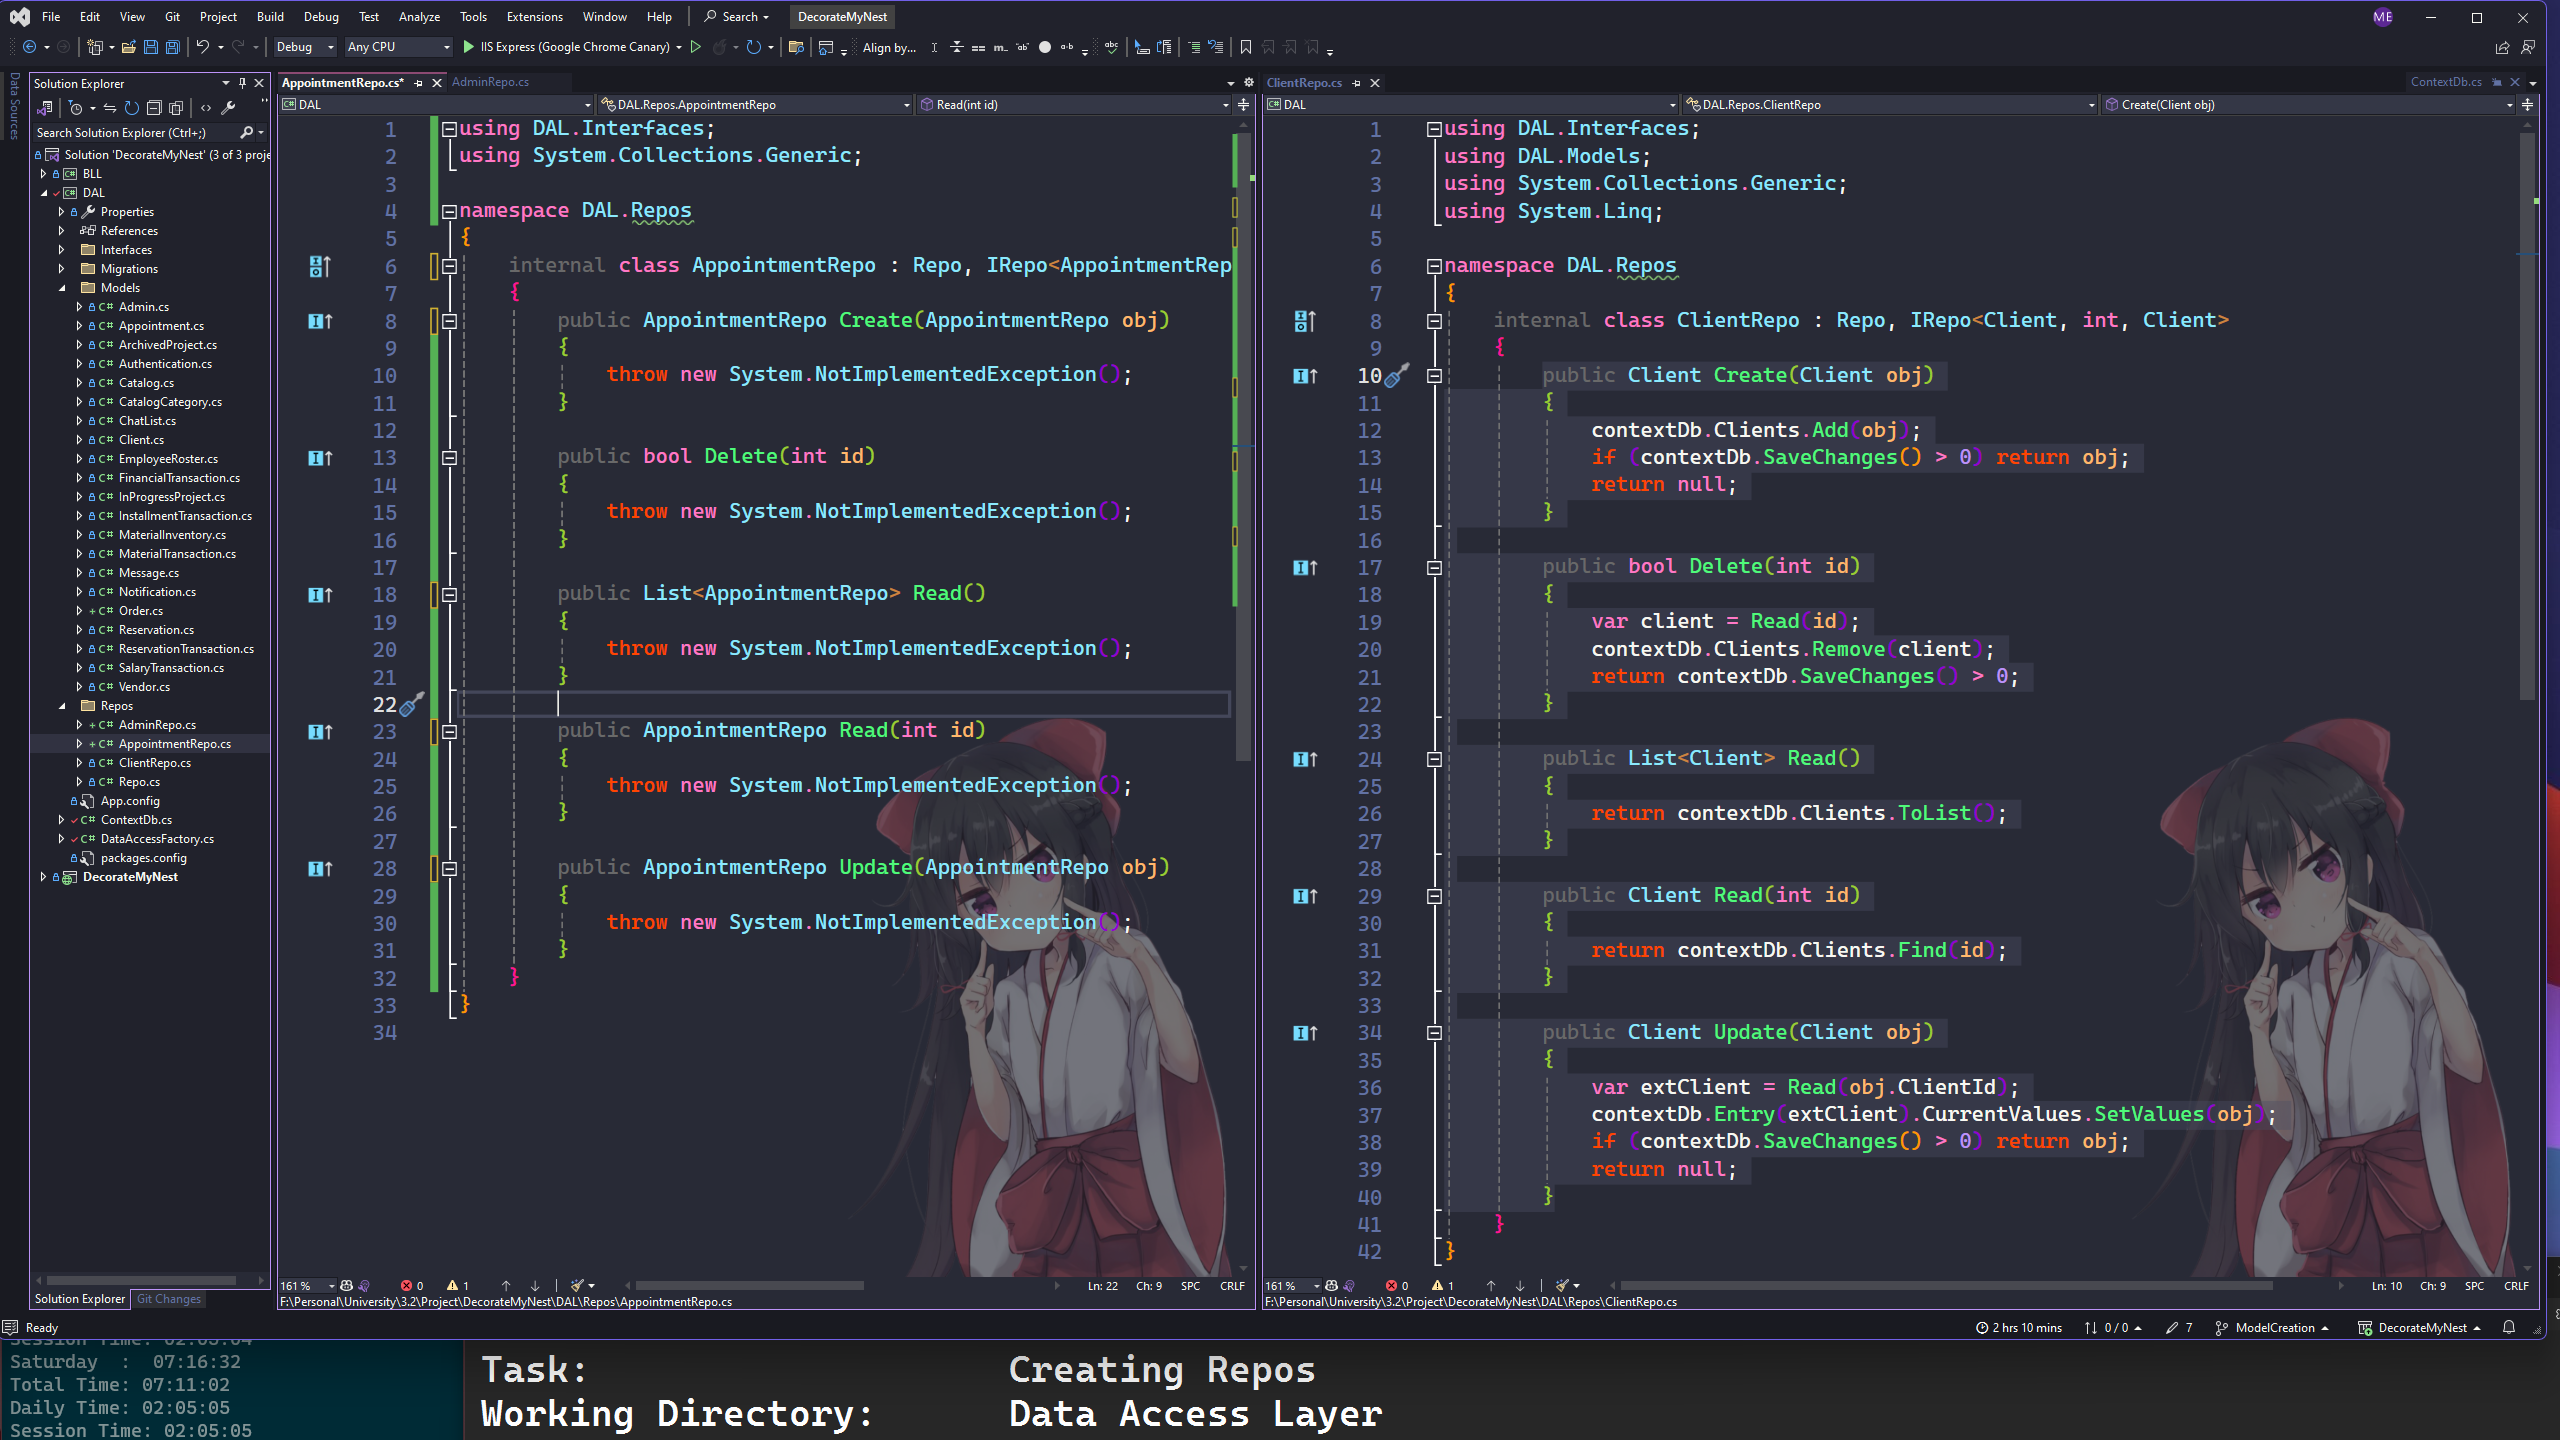 File Edit View Git Project Build Debug Test Analyze Tools Extensions Window Help Search DecorateMyNest ME
Debug Any CPU IIS Express (Google Chrome Canary) Align by...
Data Sources
Solution Explorer
Search Solution Explorer (Ctrl+;)
Solution 'DecorateMyNest' (3 of 3 proje
BLL
C# DAL
Properties
References
Interfaces
Migrations
Models
C# Admin.cs
C# Appointment.cs
C# ArchivedProject.cs
C# Authentication.cs
C# Catalog.cs
C# CatalogCategory.cs
C# ChatList.cs
C# Client.cs
C# EmployeeRoster.cs
C# FinancialTransaction.cs
C# InProgressProject.cs
C# InstallmentTransaction.cs
C# MaterialInventory.cs
C# MaterialTransaction.cs
C# Message.cs
C# Notification.cs
+ C# Order.cs
C# Reservation.cs
C# ReservationTransaction.cs
C# SalaryTransaction.cs
C# Vendor.cs
Repos
+ C# AdminRepo.cs
+ C# AppointmentRepo.cs
C# ClientRepo.cs
C# Repo.cs
App.config
C# ContextDb.cs
C# DataAccessFactory.cs
packages.config
DecorateMyNest
Solution Explorer Git Changes
AppointmentRepo.cs* AdminRepo.cs
C# DAL DAL.Repos.AppointmentRepo Read(int id)
1 using DAL.Interfaces;
2 using System.Collections.Generic;
3
4 namespace DAL.Repos
5 {
6 internal class AppointmentRepo : Repo, IRepo<AppointmentRep
7 {
8 public AppointmentRepo Create(AppointmentRepo obj)
9 {
10 throw new System.NotImplementedException();
11 }
12
13 public bool Delete(int id)
14 {
15 throw new System.NotImplementedException();
16 }
17
18 public List<AppointmentRepo> Read()
19 {
20 throw new System.NotImplementedException();
21 }
22
23 public AppointmentRepo Read(int id)
24 {
25 throw new System.NotImplementedException();
26 }
27
28 public AppointmentRepo Update(AppointmentRepo obj)
29 {
30 throw new System.NotImplementedException();
31 }
32 }
33 }
34
161 % 0 1 Ln: 22 Ch: 9 SPC CRLF
F:\Personal\University\3.2\Project\DecorateMyNest\DAL\Repos\AppointmentRepo.cs
ClientRepo.cs ContextDb.cs
C# DAL DAL.Repos.ClientRepo Create(Client obj)
1 using DAL.Interfaces;
2 using DAL.Models;
3 using System.Collections.Generic;
4 using System.Linq;
5
6 namespace DAL.Repos
7 {
8 internal class ClientRepo : Repo, IRepo<Client, int, Client>
9 {
10 public Client Create(Client obj)
11 {
12 contextDb.Clients.Add(obj);
13 if (contextDb.SaveChanges() > 0) return obj;
14 return null;
15 }
16
17 public bool Delete(int id)
18 {
19 var client = Read(id);
20 contextDb.Clients.Remove(client);
21 return contextDb.SaveChanges() > 0;
22 }
23
24 public List<Client> Read()
25 {
26 return contextDb.Clients.ToList();
27 }
28
29 public Client Read(int id)
30 {
31 return contextDb.Clients.Find(id);
32 }
33
34 public Client Update(Client obj)
35 {
36 var extClient = Read(obj.ClientId);
37 contextDb.Entry(extClient).CurrentValues.SetValues(obj);
38 if (contextDb.SaveChanges() > 0) return obj;
39 return null;
40 }
41 }
42 }
161 % 0 1 Ln: 10 Ch: 9 SPC CRLF
F:\Personal\University\3.2\Project\DecorateMyNest\DAL\Repos\ClientRepo.cs
Ready 2 hrs 10 mins 0 / 0 7 ModelCreation DecorateMyNest
Saturday : 07:16:32
Total Time: 07:11:02
Daily Time: 02:05:05
Session Time: 02:05:05
Task: Creating Repos
Working Directory: Data Access Layer